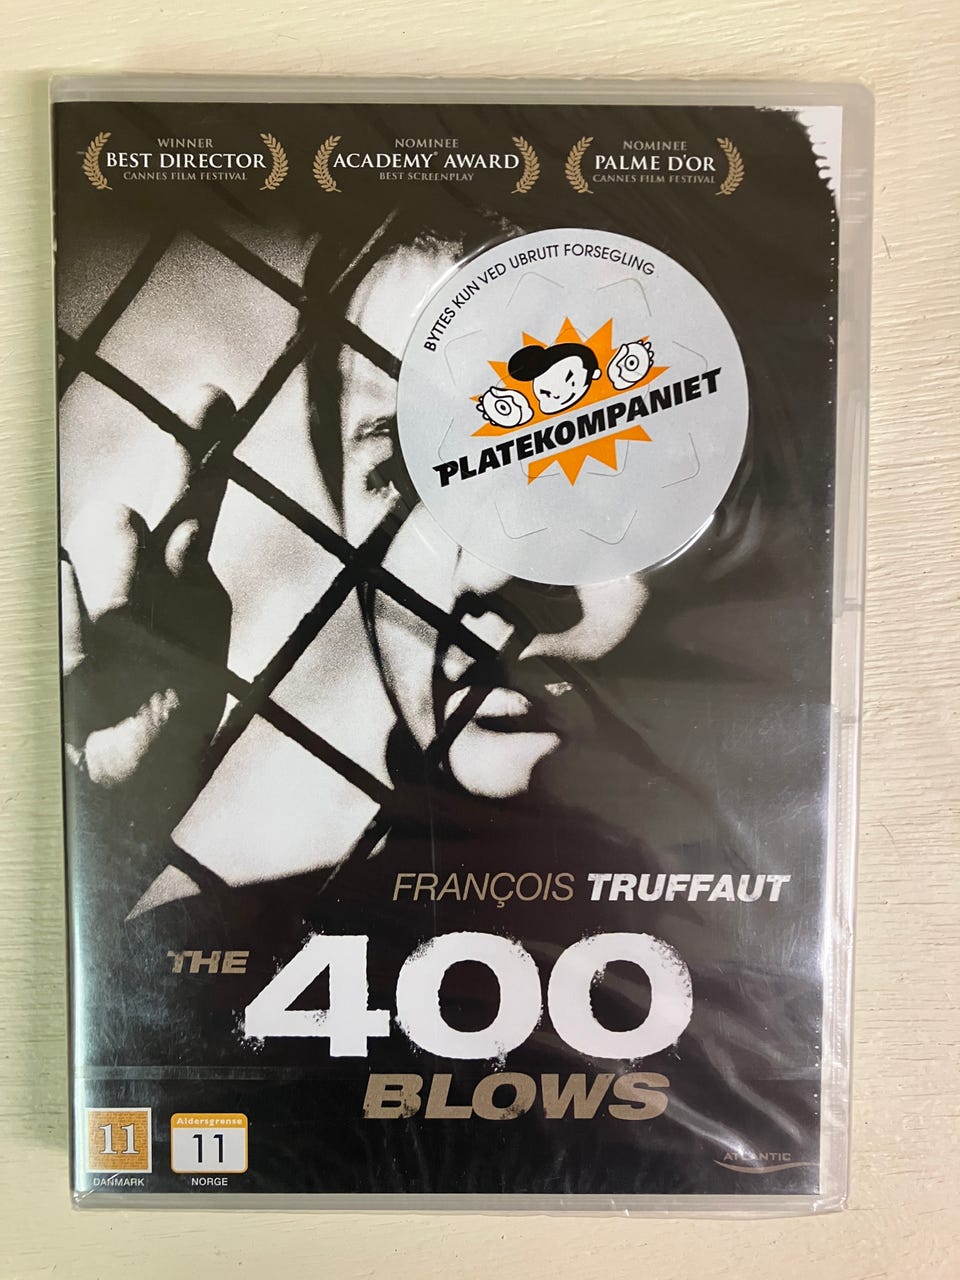 WINNER
BEST DIRECTOR
CANNES FILM FESTIVAL
NOMINEE
ACADEMY® AWARD
BEST SCREENPLAY
NOMINEE
PALME D'OR
CANNES FILM FESTIVAL
BYTTES KUN VED UBRUTT FORSEGLING
PLATEKOMPANIET
FRANÇOIS TRUFFAUT
THE 400
BLOWS
11
DANMARK
Aldersgrense
11
NORGE
ATLANTIC